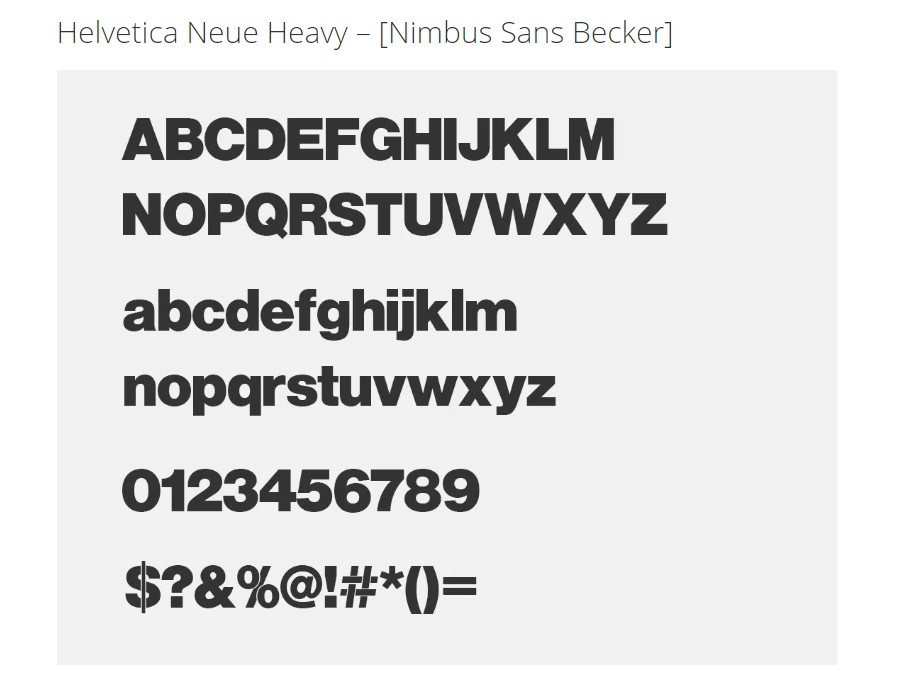 Helvetica Neue Heavy – [Nimbus Sans Becker]
ABCDEFGHIJKLM
NOPQRSTUVWXYZ
abcdefghijklm
nopqrstuvwxyz
0123456789
$?&%@!#*()=